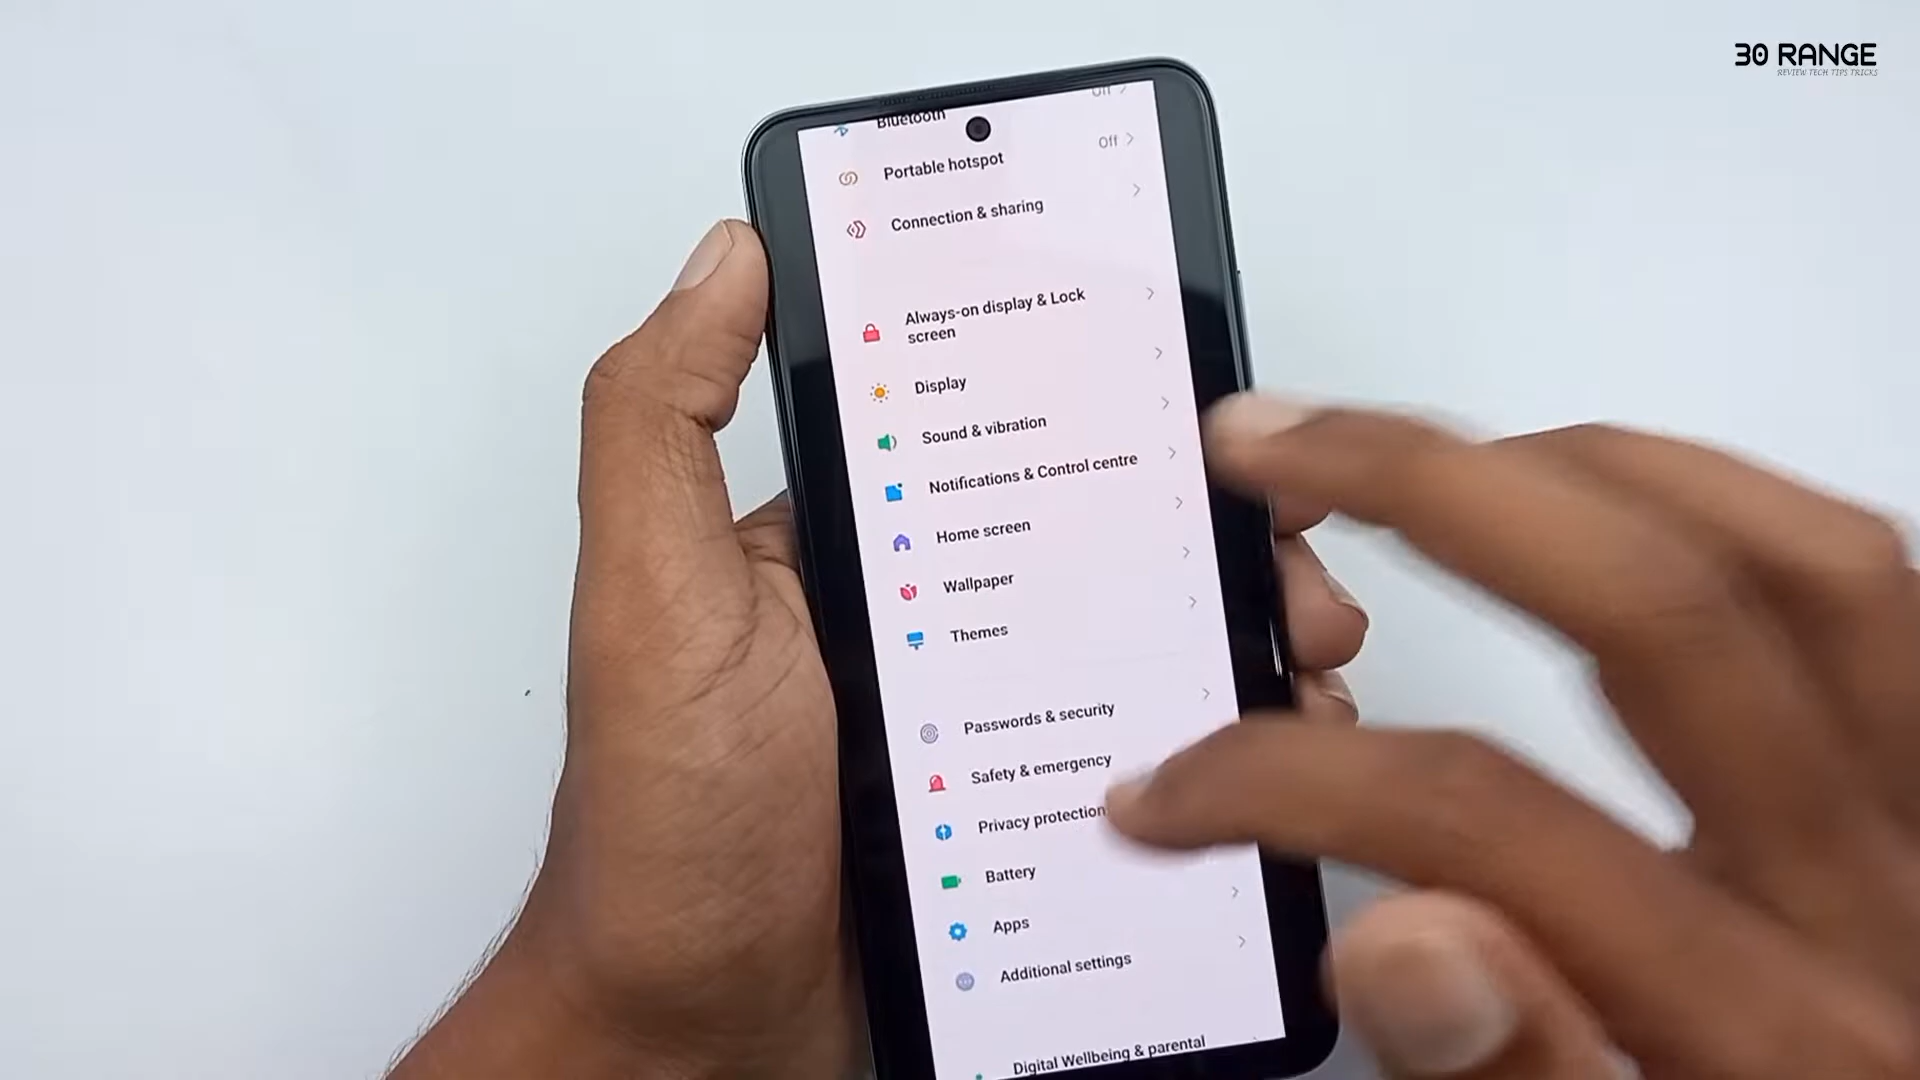 30 RANGE
REVIEW TECH TIPS TRICKS
Off
Bluetooth
Portable hotspot Off
Connection & sharing
Always-on display & Lock
screen
Display
Sound & vibration
Notifications & Control centre
Home screen
Wallpaper
Themes
Passwords & security
Safety & emergency
Privacy protection
Battery
Apps
Additional settings
Digital Wellbeing & parental